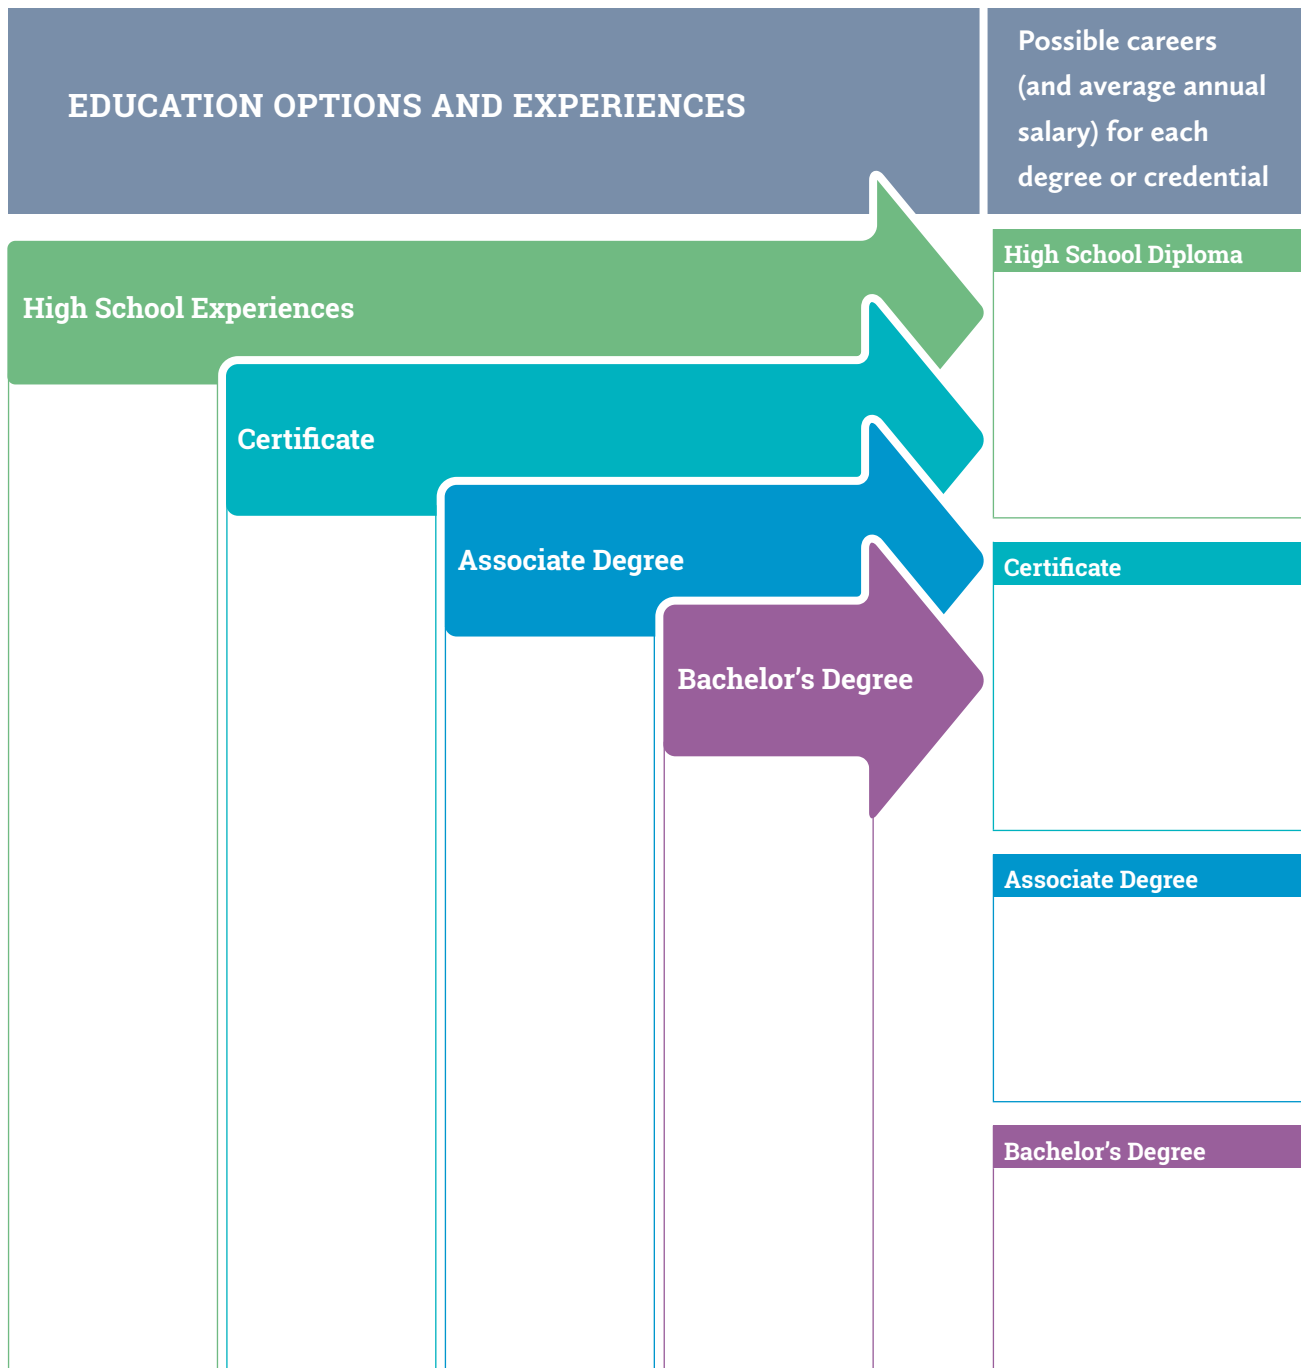 EDUCATION OPTIONS AND EXPERIENCES
Possible careers
(and average annual
salary) for each
degree or credential
High School Experiences
Certificate
Associate Degree
Bachelor’s Degree
High School Diploma
Certificate
Associate Degree
Bachelor’s Degree